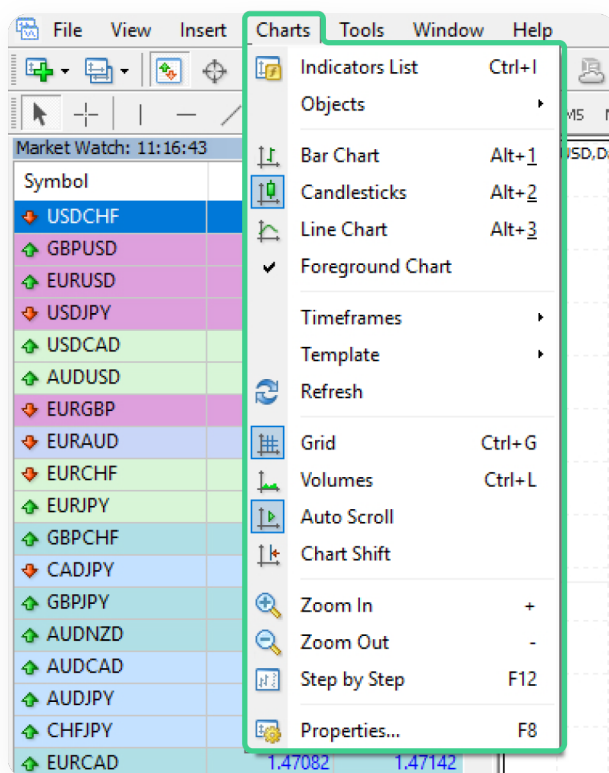 File View Insert Charts Tools Window Help
Indicators List Ctrl+I
Objects
M5
Market Watch: 11:16:43
Symbol
USDCHF
GBPUSD
EURUSD
USDJPY
USDCAD
AUDUSD
EURGBP
EURAUD
EURCHF
EURJPY
GBPCHF
CADJPY
GBPJPY
AUDNZD
AUDCAD
AUDJPY
CHFJPY
EURCAD 1.47082 1.47142
Bar Chart Alt+1
Candlesticks Alt+2
Line Chart Alt+3
Foreground Chart
Timeframes
Template
Refresh
Grid Ctrl+G
Volumes Ctrl+L
Auto Scroll
Chart Shift
Zoom In +
Zoom Out -
Step by Step F12
Properties... F8